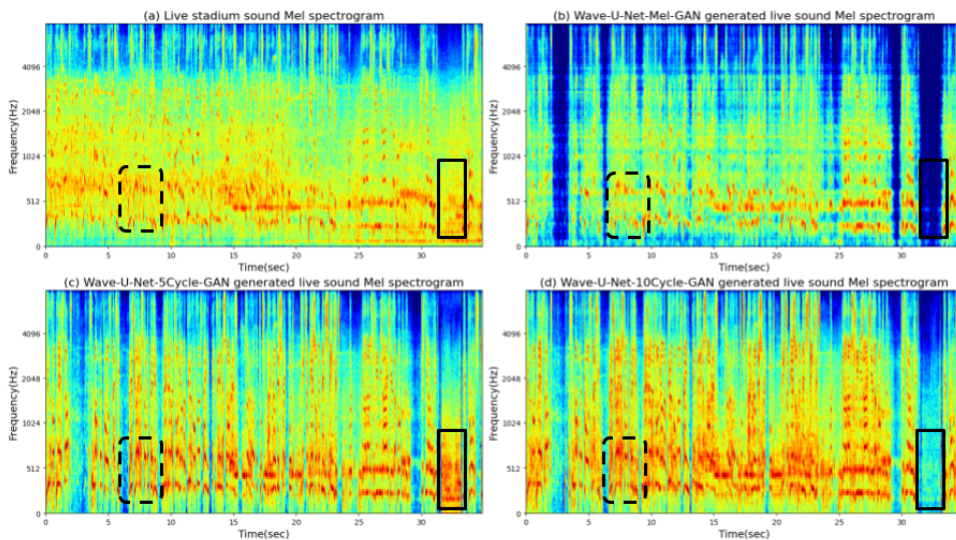 (a) Live stadium sound Mel spectrogram
Frequency(Hz)
4096
2048
1024
512
0
0 5 10 15 20 25 30
Time(sec)
(b) Wave-U-Net-Mel-GAN generated live sound Mel spectrogram
Frequency(Hz)
4096
2048
1024
512
0
0 5 10 15 20 25 30
Time(sec)
(c) Wave-U-Net-5Cycle-GAN generated live sound Mel spectrogram
Frequency(Hz)
4096
2048
1024
512
0
0 5 10 15 20 25 30
Time(sec)
(d) Wave-U-Net-10Cycle-GAN generated live sound Mel spectrogram
Frequency(Hz)
4096
2048
1024
512
0
0 5 10 15 20 25 30
Time(sec)